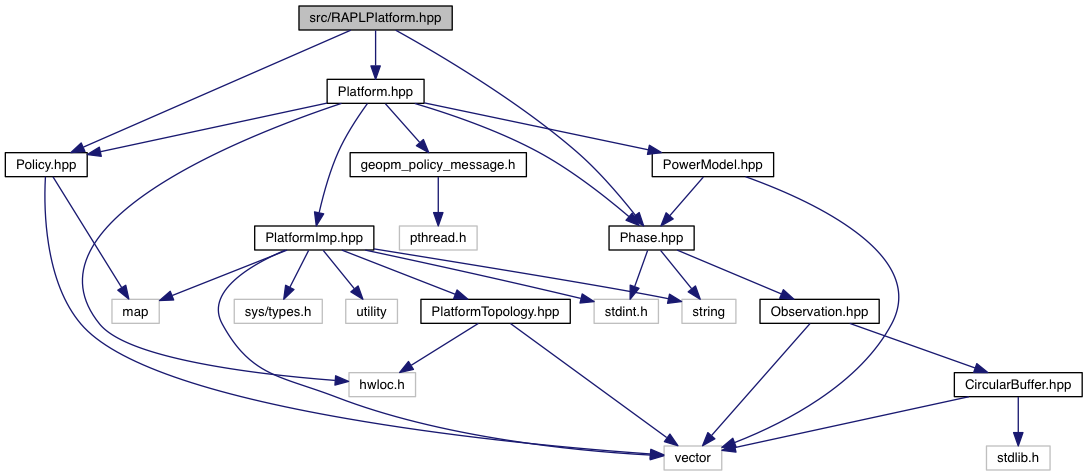 src/RAPLPlatform.hpp
Platform.hpp
Policy.hpp
geopm_policy_message.h
PowerModel.hpp
PlatformImp.hpp
pthread.h
Phase.hpp
map
sys/types.h
utility
PlatformTopology.hpp
stdint.h
string
Observation.hpp
hwloc.h
CircularBuffer.hpp
vector
stdlib.h